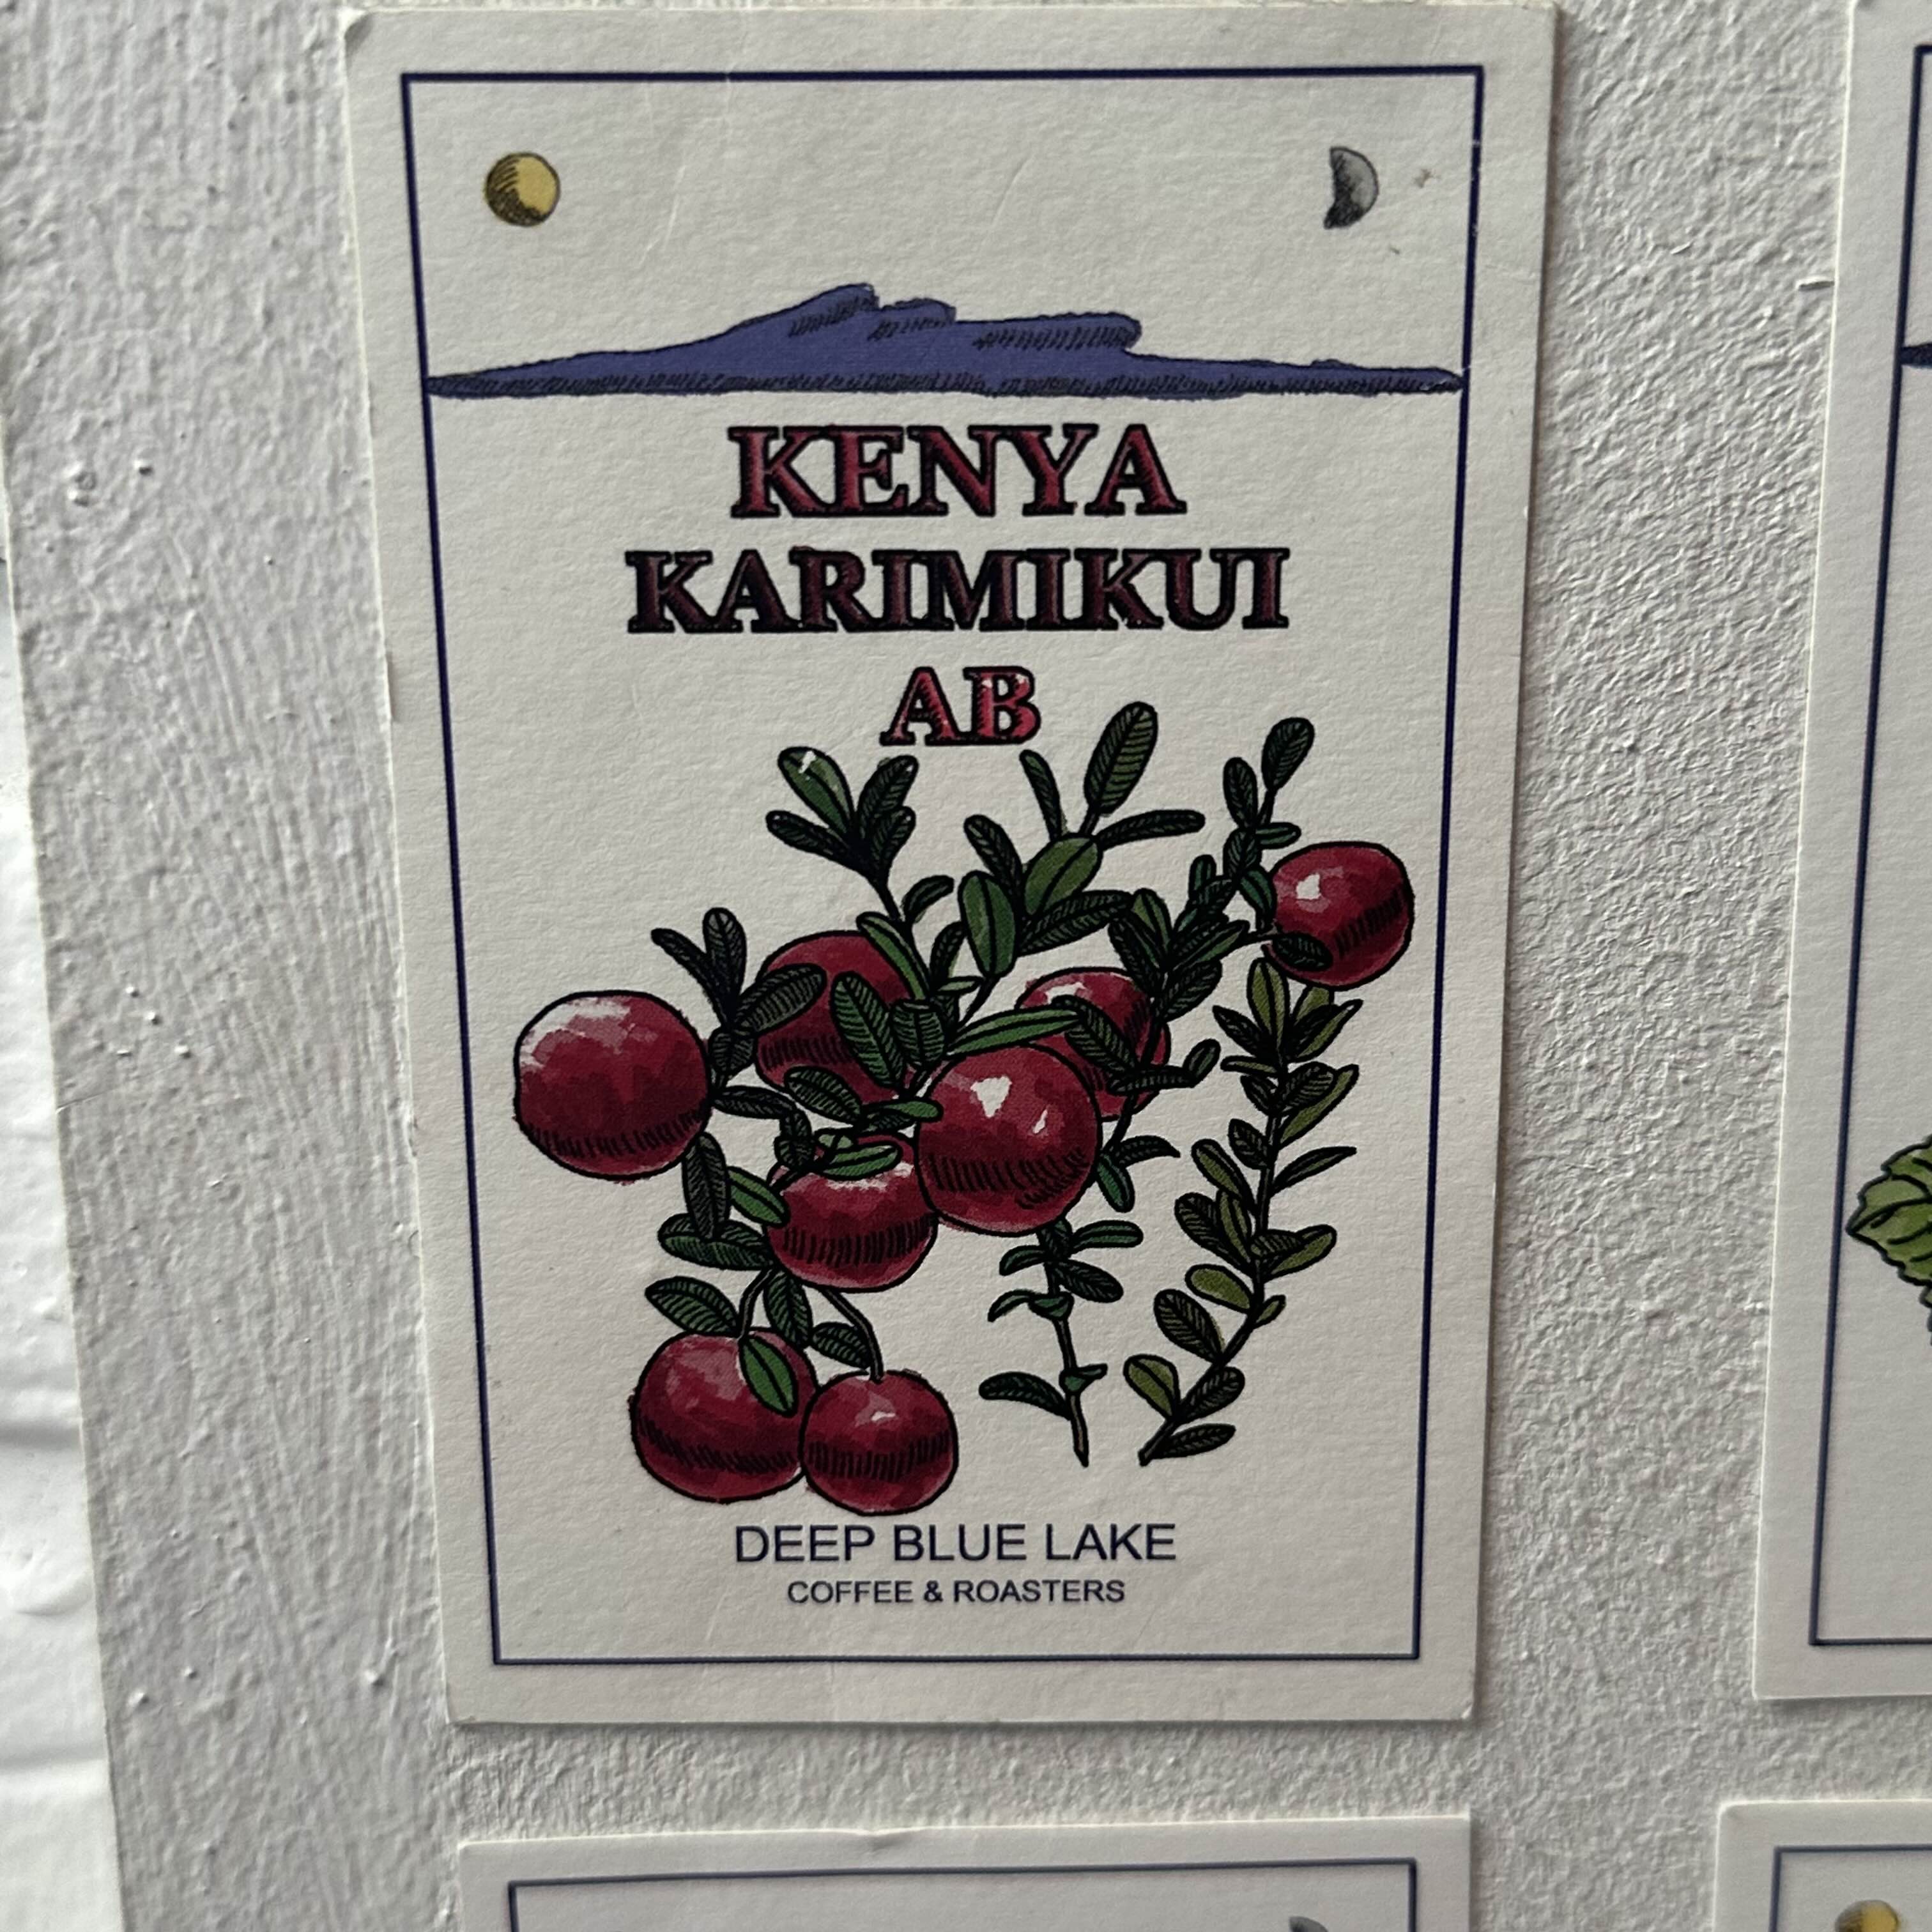 KENYA
KARIMIKUI
AB
DEEP BLUE LAKE
COFFEE & ROASTERS